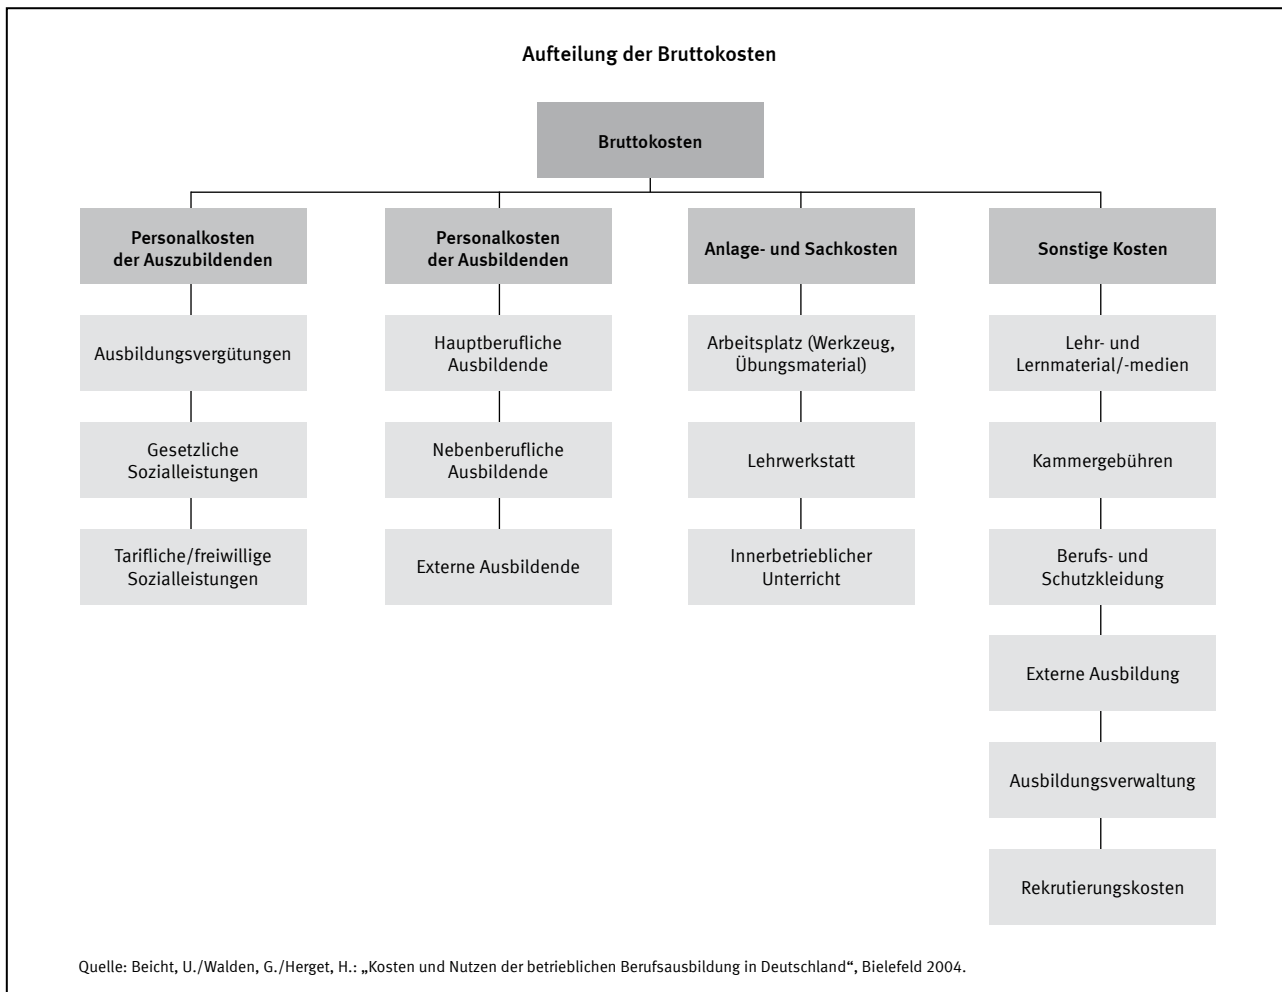 Aufteilung der Bruttokosten
Bruttokosten
Personalkosten
der Auszubildenden
Ausbildungsvergütungen
Gesetzliche
Sozialleistungen
Tarifliche/freiwillige
Sozialleistungen
Personalkosten
der Ausbildenden
Hauptberufliche
Ausbildende
Nebenberufliche
Ausbildende
Externe Ausbildende
Anlage- und Sachkosten
Arbeitsplatz (Werkzeug,
Übungsmaterial)
Lehrwerkstatt
Innerbetrieblicher
Unterricht
Sonstige Kosten
Lehr- und
Lernmaterial/-medien
Kammergebühren
Berufs- und
Schutzkleidung
Externe Ausbildung
Ausbildungsverwaltung
Rekrutierungskosten
Quelle: Beicht, U./Walden, G./Herget, H.: „Kosten und Nutzen der betrieblichen Berufsausbildung in Deutschland“, Bielefeld 2004.